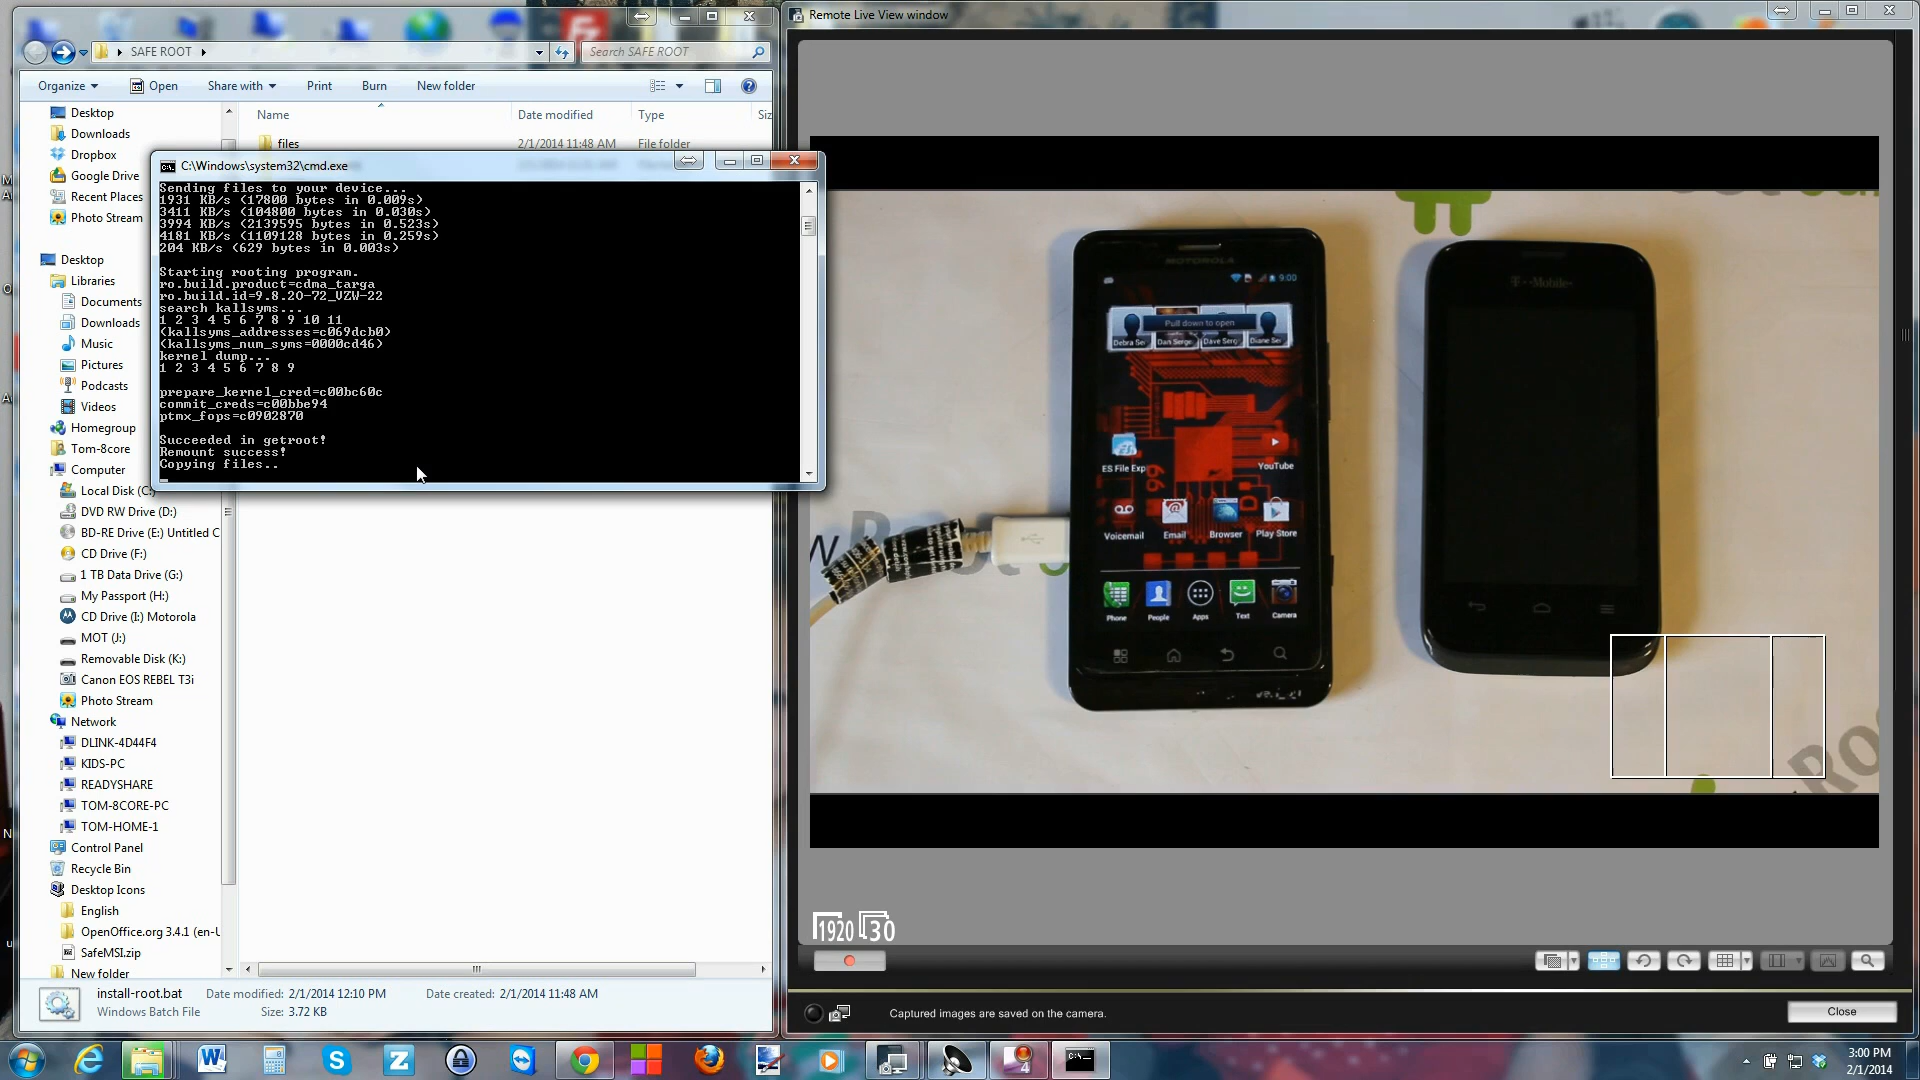 SAFE ROOT
Search SAFE ROOT
Organize
Open
Share with
Print
Burn
New folder
Name
Date modified
Type
Siz
files
2/1/2014 11:48 AM
File folder
Desktop
Downloads
Dropbox
Google Drive
Recent Places
Photo Stream
Desktop
Libraries
Documents
Downloads
Music
Pictures
Podcasts
Videos
Homegroup
Tom-8core
Computer
Local Disk (C:)
DVD RW Drive (D:)
BD-RE Drive (E:) Untitled C
CD Drive (F:)
1 TB Data Drive (G:)
My Passport (H:)
CD Drive (I:) Motorola
MOT (J:)
Removable Disk (K:)
Canon EOS REBEL T3i
Photo Stream
Network
DLINK-4D44F4
KIDS-PC
READYSHARE
TOM-8CORE-PC
TOM-HOME-1
Control Panel
Recycle Bin
Desktop Icons
English
OpenOffice.org 3.4.1 (en-U
SafeMSI.zip
New folder
C:\Windows\system32\cmd.exe
Sending files to your device...
1931 KB/s (17800 bytes in 0.009s)
3411 KB/s (104800 bytes in 0.030s)
3994 KB/s (2139595 bytes in 0.523s)
4181 KB/s (1109128 bytes in 0.259s)
204 KB/s (629 bytes in 0.003s)
Starting rooting program.
ro.build.product=cdma_targa
ro.build.id=9.8.2O-72_VZW-22
search kallsyms...
1 2 3 4 5 6 7 8 9 10 11
(kallsyms_addresses=c069dcb0)
(kallsyms_num_syms=0000cd46)
kernel dump...
1 2 3 4 5 6 7 8 9
prepare_kernel_cred=c00bc60c
commit_creds=c00bbe94
ptmx_fops=c0902870
Succeeded in getroot!
Remount success!
Copying files..
install-root.bat
Date modified: 2/1/2014 12:10 PM
Date created: 2/1/2014 11:48 AM
Windows Batch File
Size: 3.72 KB
Remote Live View window
MOTOROLA
9:00
Pull down to open
Debra Se
Dan Serge
Dave Serg
Diane Se
ES File Exp
YouTube
Voicemail
Email
Browser
Play Store
Phone
People
Apps
Text
Camera
T-Mobile
1920
30
Captured images are saved on the camera.
Close
3:00 PM
2/1/2014